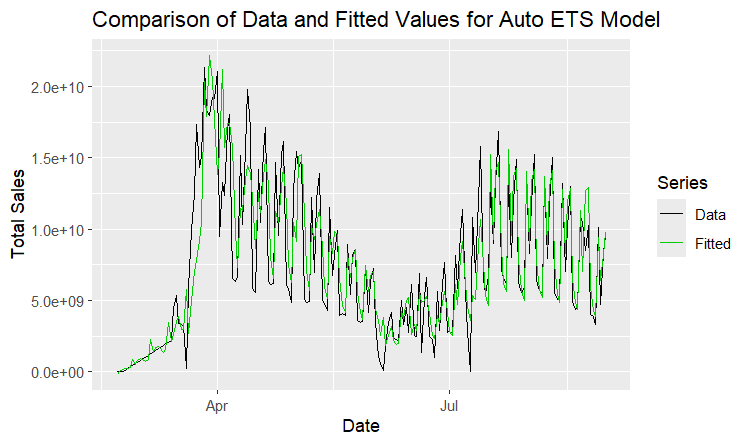 Comparison of Data and Fitted Values for Auto ETS Model
Total Sales
2.0e+10
1.5e+10
1.0e+10
5.0e+09
0.0e+00
Apr
Jul
Date
Series
Data
Fitted